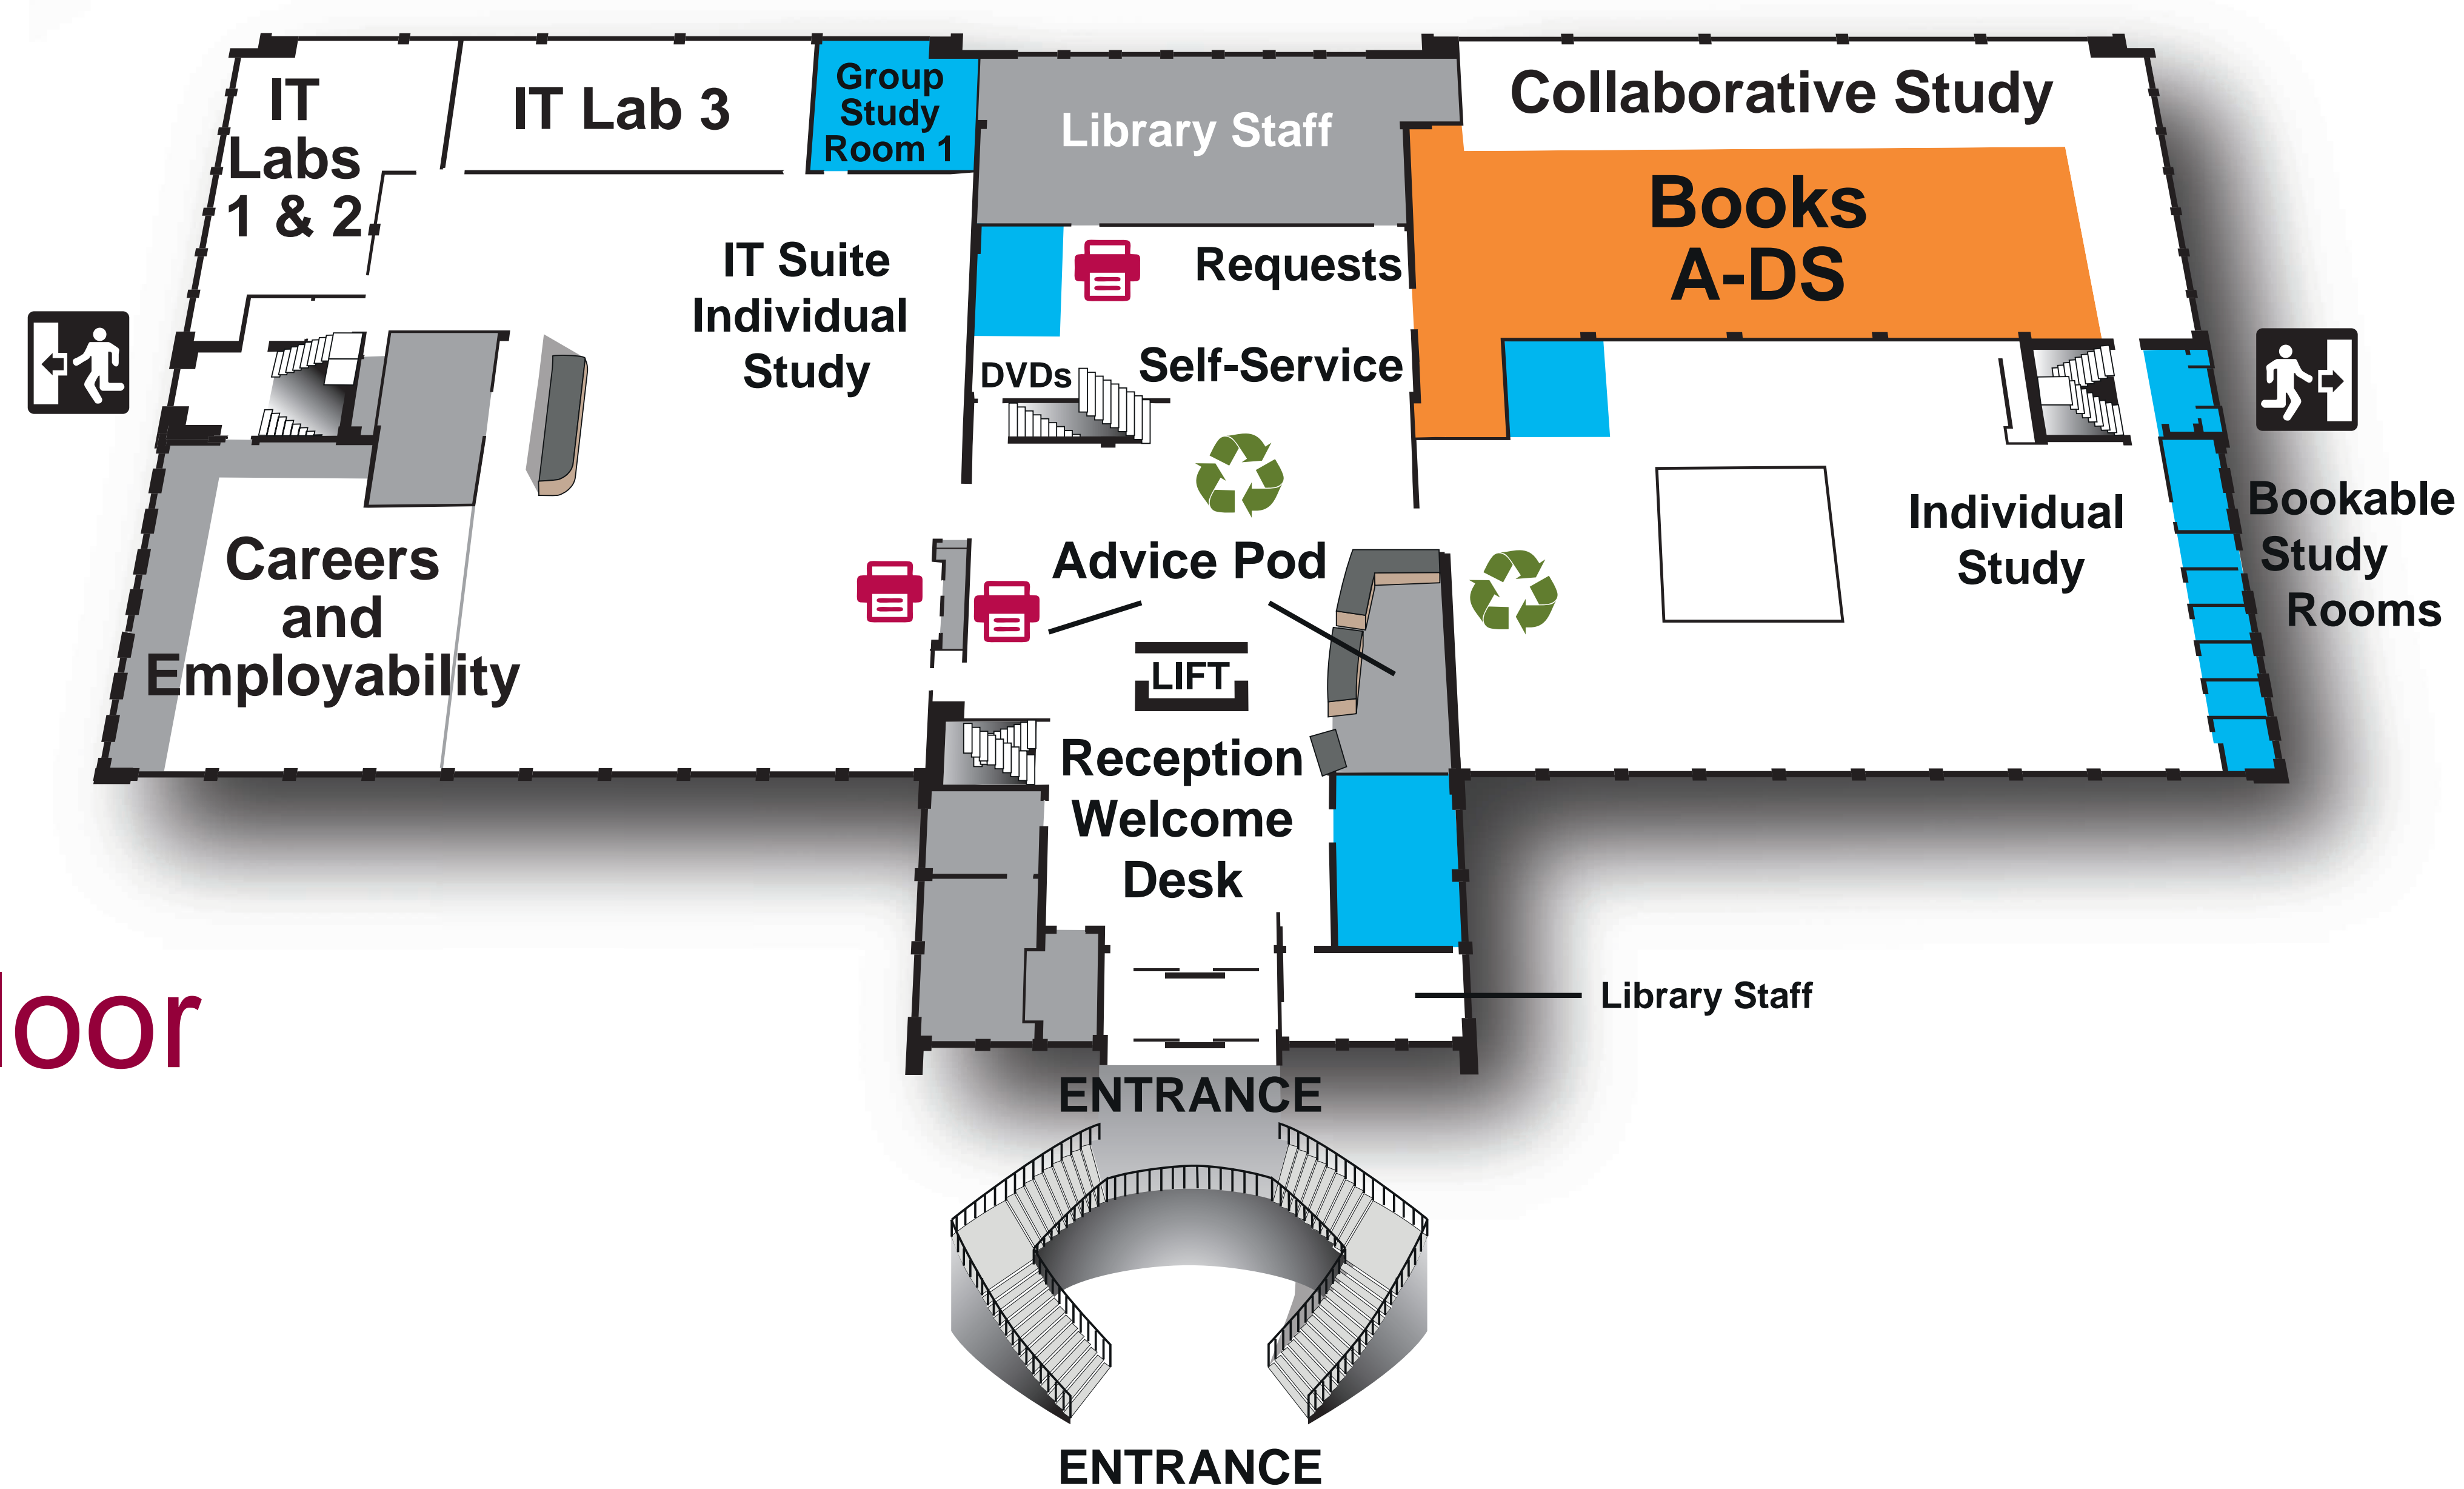 IT
Labs
1 & 2
IT Lab 3
Group
Study
Room 1
Library Staff
Collaborative Study
Books
A-DS
IT Suite
Individual
Study
Requests
Self-Service
DVDs
Careers
and
Employability
Advice Pod
LIFT
Individual
Study
Bookable
Study
Rooms
Reception
Welcome
Desk
Library Staff
loor
ENTRANCE
ENTRANCE